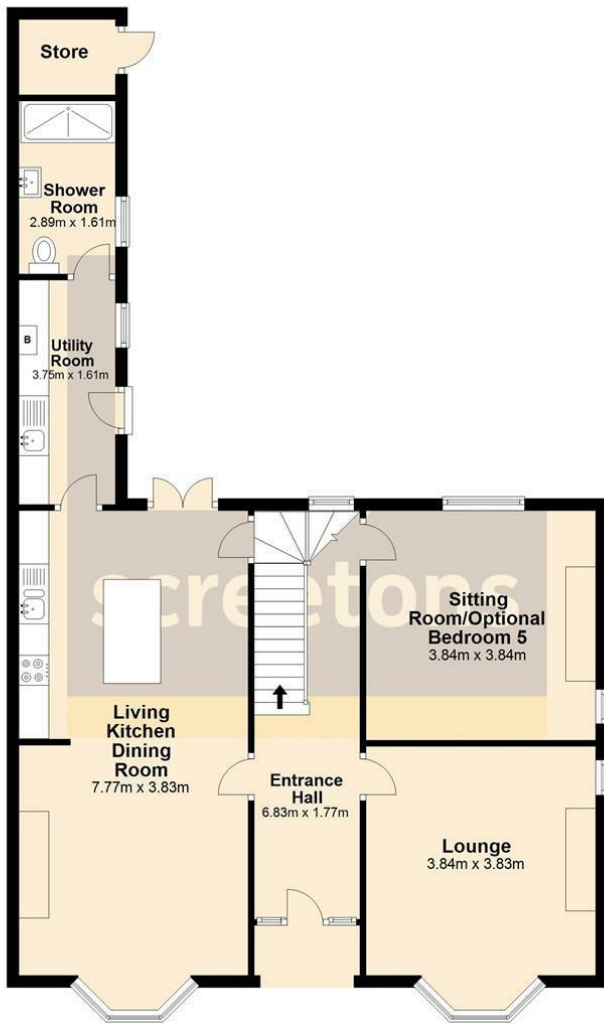 Store
Shower
Room
2.89m x 1.61m
B
Utility
Room
3.75m x 1.61m
screetons
Sitting
Room/Optional
Bedroom 5
3.84m x 3.84m
Living
Kitchen
Dining
Room
7.77m x 3.83m
Entrance
Hall
6.83m x 1.77m
Lounge
3.84m x 3.83m